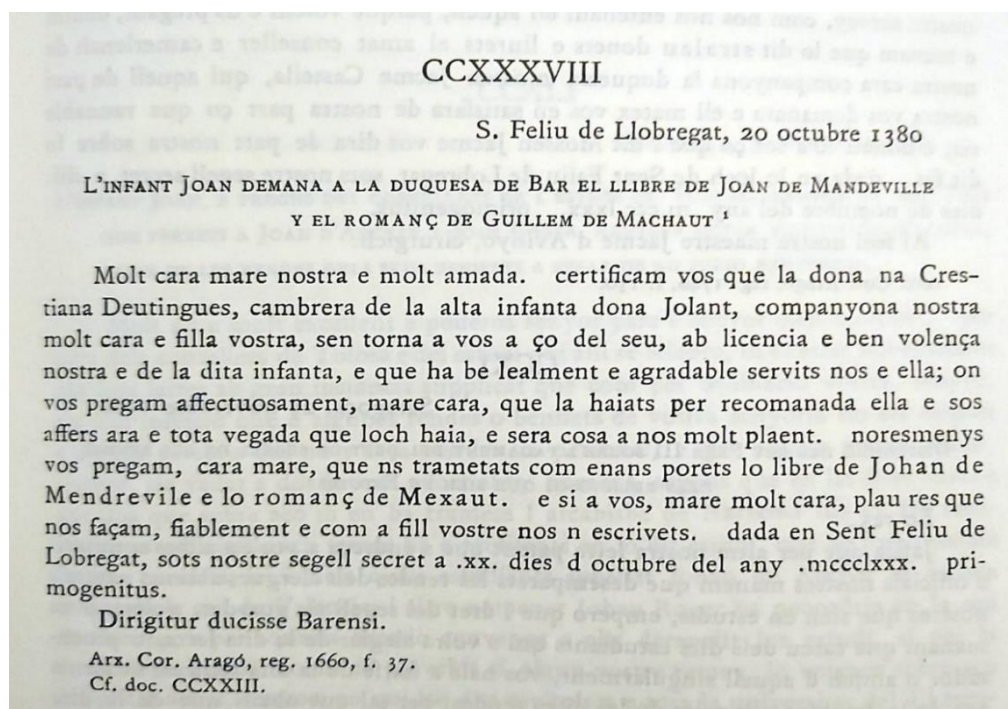 CCXXXVIII
S. Feliu de Llobregat, 20 octubre 1380
L'INFANT JOAN DEMANA A LA DUQUESA DE BAR EL LLIBRE DE JOAN DE MANDEVILLE
Y EL ROMANÇ DE GUILLEM DE MACHAUT.¹
Molt cara mare nostra e molt amada. certificam vos que la dona na Cres-
tiana Deutingues, cambrera de la alta infanta dona Jolant, companyona nostra
molt cara e filla vostra, sen torna a vos a ço del seu, ab licencia e ben volença
nostra e de la dita infanta, e que ha be lealment e agradable servits nos e ella; on
vos pregam affectuosament, mare cara, que la haiats per recomanada ella e sos
affers ara e tota vegada que loch haia, e sera cosa a nos molt plaent. noresmenys
vos pregam, cara mare, que ns trametats com enans porets lo libre de Johan de
Mendrevile e lo romanç de Mexaut. e si a vos, mare molt cara, plau res que
nos façam, fiablement e com a fill vostre nos n escrivets. dada en Sent Feliu de
Lobregat, sots nostre segell secret a .xx. dies d octubre del any .mccclxxx. pri-
mogenitus.
Dirigitur ducisse Barensi.
Arx. Cor. Aragó, reg. 1660, f. 37.
Cf. doc. CCXXIII.